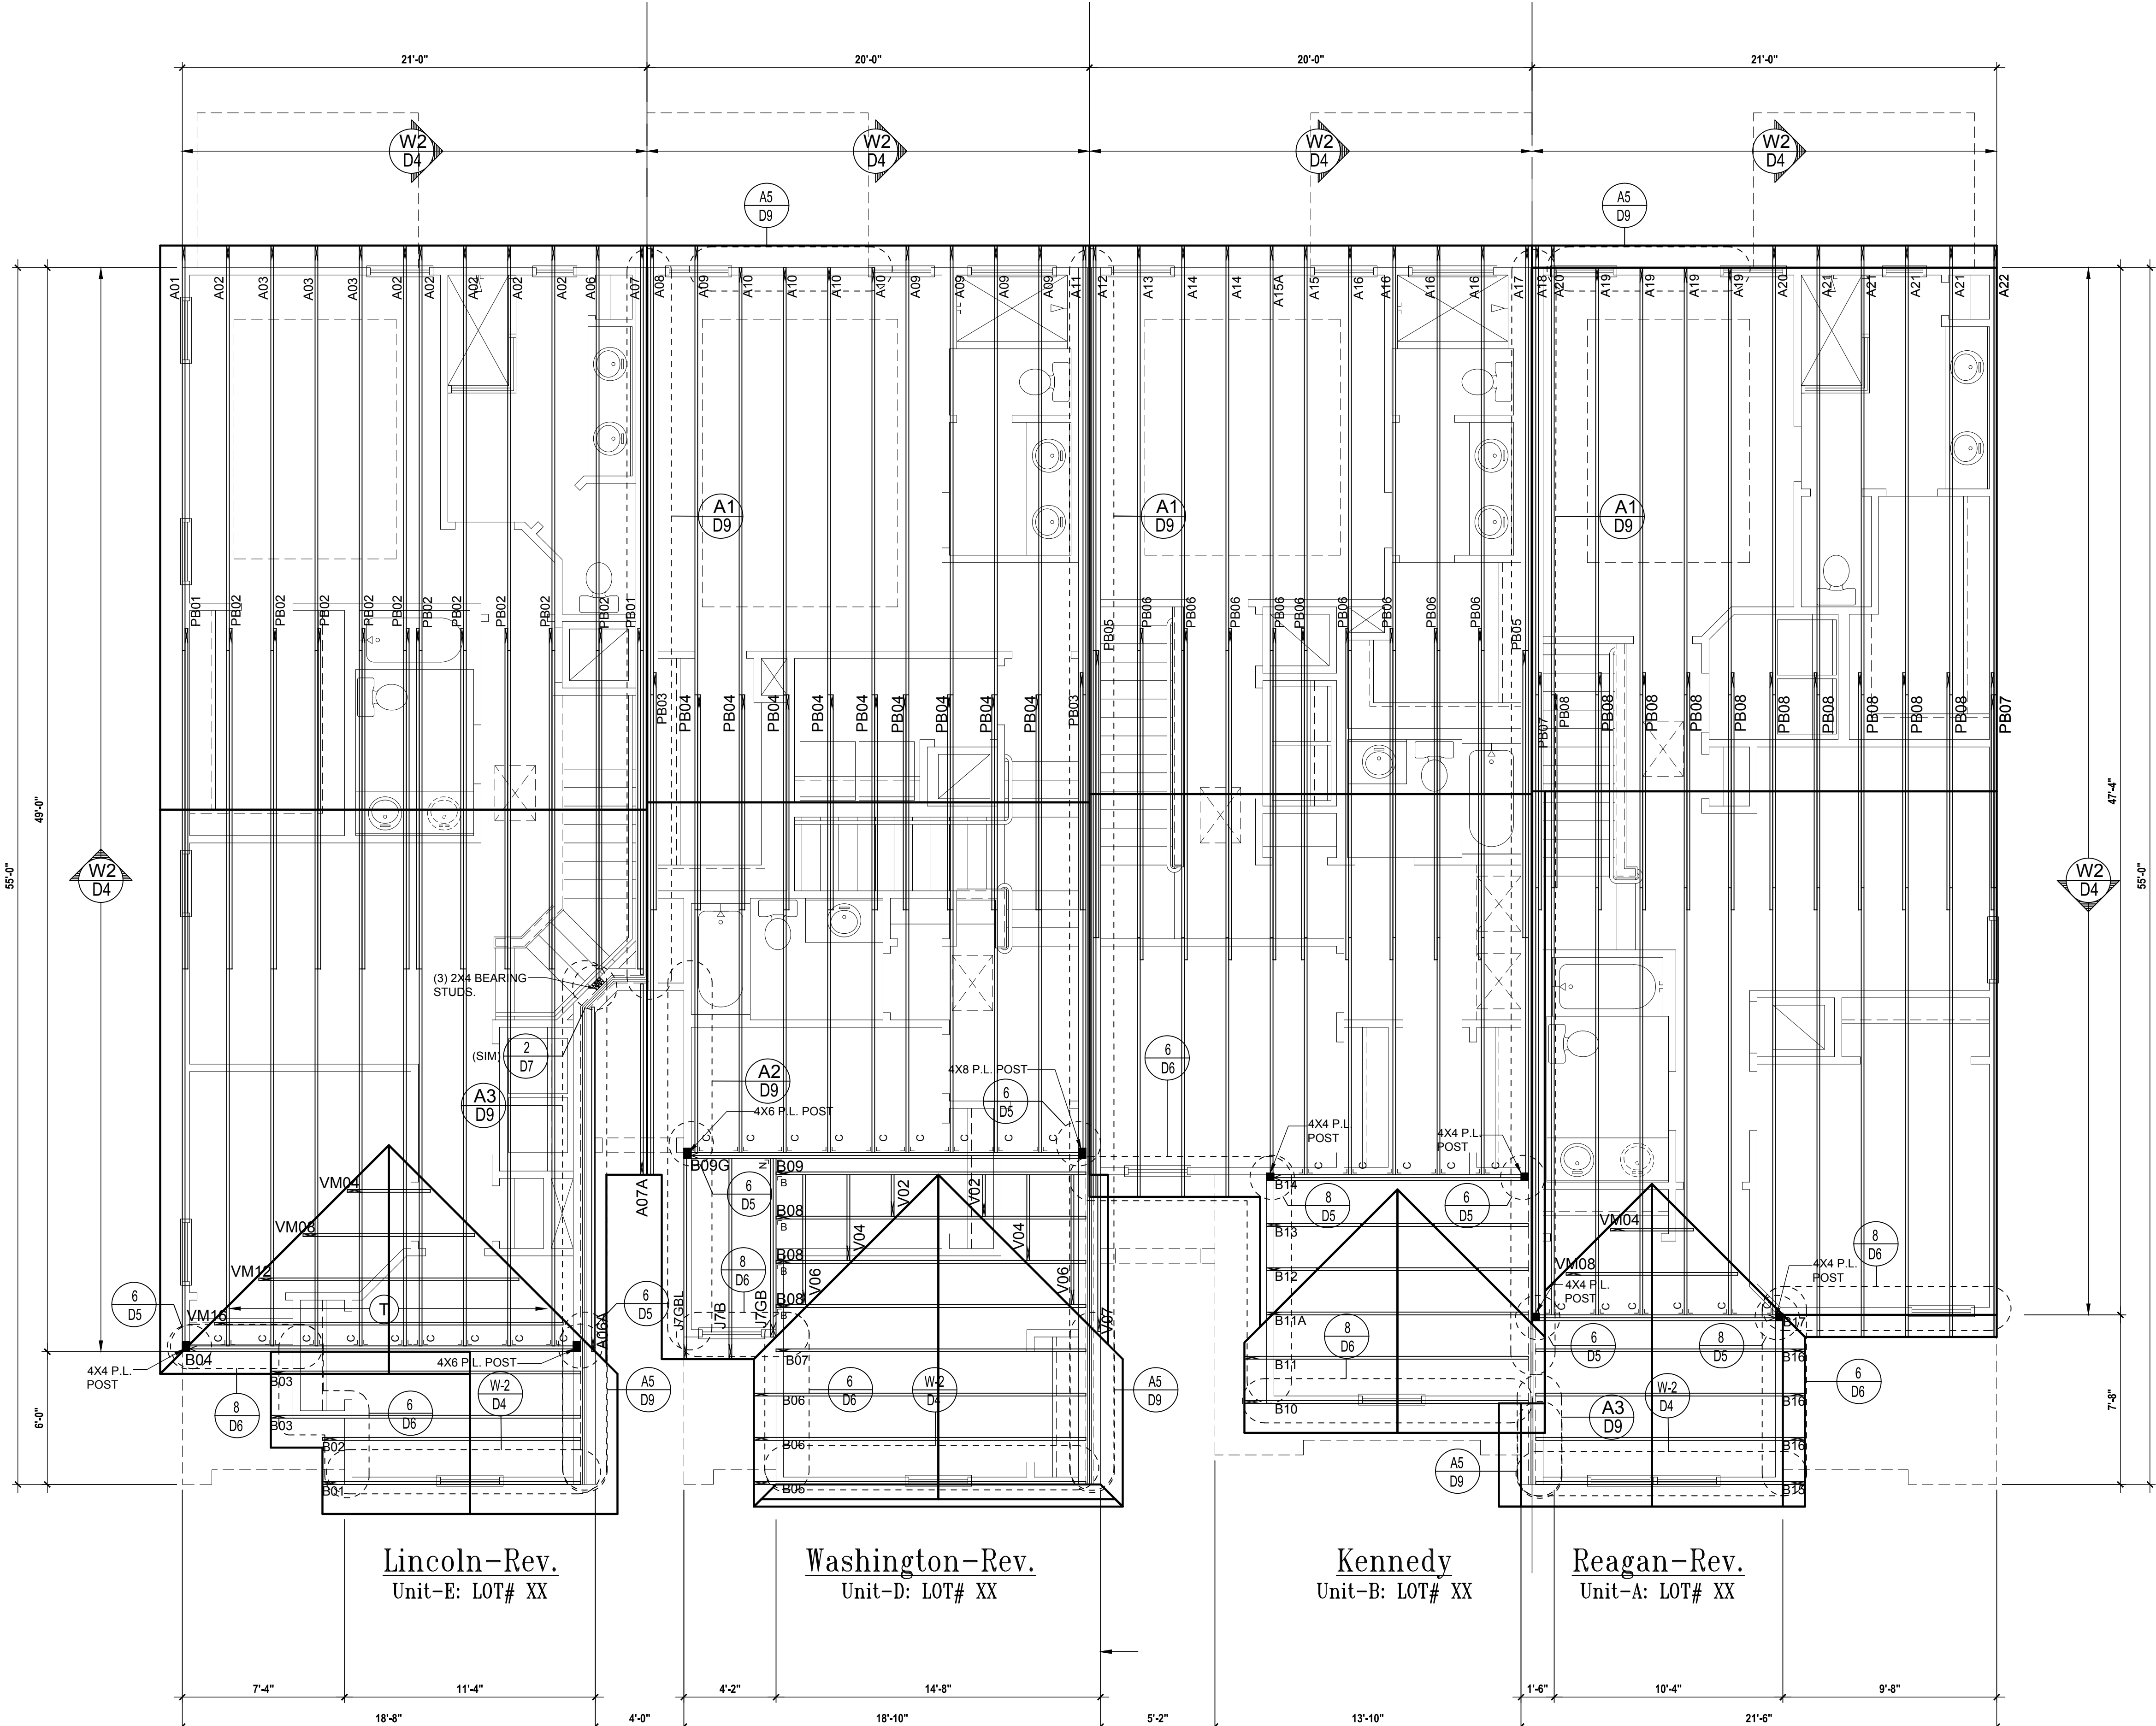 21'-0"
20'-0"
20'-0"
21'-0"
W2
D4
W2
D4
W2
D4
W2
D4
A5
D9
A5
D9
A01
A02
A03
A03
A03
A02
A02
A02
A02
A02
A06
A07
A08
A09
A10
A10
A10
A10
A09
A09
A09
A09
A11
A12
A13
A14
A14
A15A
A15
A16
A16
A16
A16
A17
A18
A20
A19
A19
A19
A19
A20
A21
A21
A21
A21
A22
A1
D9
A1
D9
A1
D9
PB01
PB02
PB02
PB02
PB02
PB02
PB02
PB02
PB02
PB02
PB02
PB01
PB03
PB04
PB04
PB04
PB04
PB04
PB04
PB04
PB04
PB04
PB03
PB05
PB06
PB06
PB06
PB06
PB06
PB06
PB06
PB06
PB06
PB05
PB07
PB08
PB08
PB08
PB08
PB08
PB08
PB08
PB08
PB08
PB08
PB07
55'-0"
49'-0"
6'-0"
47'-4"
55'-0"
7'-8"
W2
D4
W2
D4
(3) 2X4 BEARING
STUDS.
(SIM)
2
D7
A3
D9
A2
D9
4X6 P.L. POST
4X8 P.L. POST
6
D5
6
D6
4X4 P.L.
POST
4X4 P.L.
POST
C
C
C
C
C
C
C
C
C
B09G
N
B09
B
B08
B
B08
B
B08
B
6
D5
8
D6
A07A
V02
V02
V04
V04
V06
V06
V07
J7GBL
J7B
J7GB
B07
B06
B06
B05
C
C
C
C
C
C
B14
B13
B12
B11A
B11
B10
8
D5
6
D5
8
D6
VM04
VM08
VM12
VM16
T
C
C
C
C
C
C
C
C
C
6
D5
4X4 P.L.
POST
B04
B03
B03
B02
B01
4X6 P.L. POST
A06A
6
D5
A5
D9
8
D6
6
D6
W-2
D4
6
D6
W-2
D4
A5
D9
VM04
VM08
4X4 P.L.
POST
4X4 P.L.
POST
8
D6
C
C
C
C
C
B17
B16
B16
B16
B15
6
D5
8
D5
A3
D9
W-2
D4
6
D6
A5
D9
Lincoln-Rev.
Unit-E: LOT# XX
Washington-Rev.
Unit-D: LOT# XX
Kennedy
Unit-B: LOT# XX
Reagan-Rev.
Unit-A: LOT# XX
7'-4"
11'-4"
4'-2"
14'-8"
1'-6"
10'-4"
9'-8"
18'-8"
4'-0"
18'-10"
5'-2"
13'-10"
21'-6"